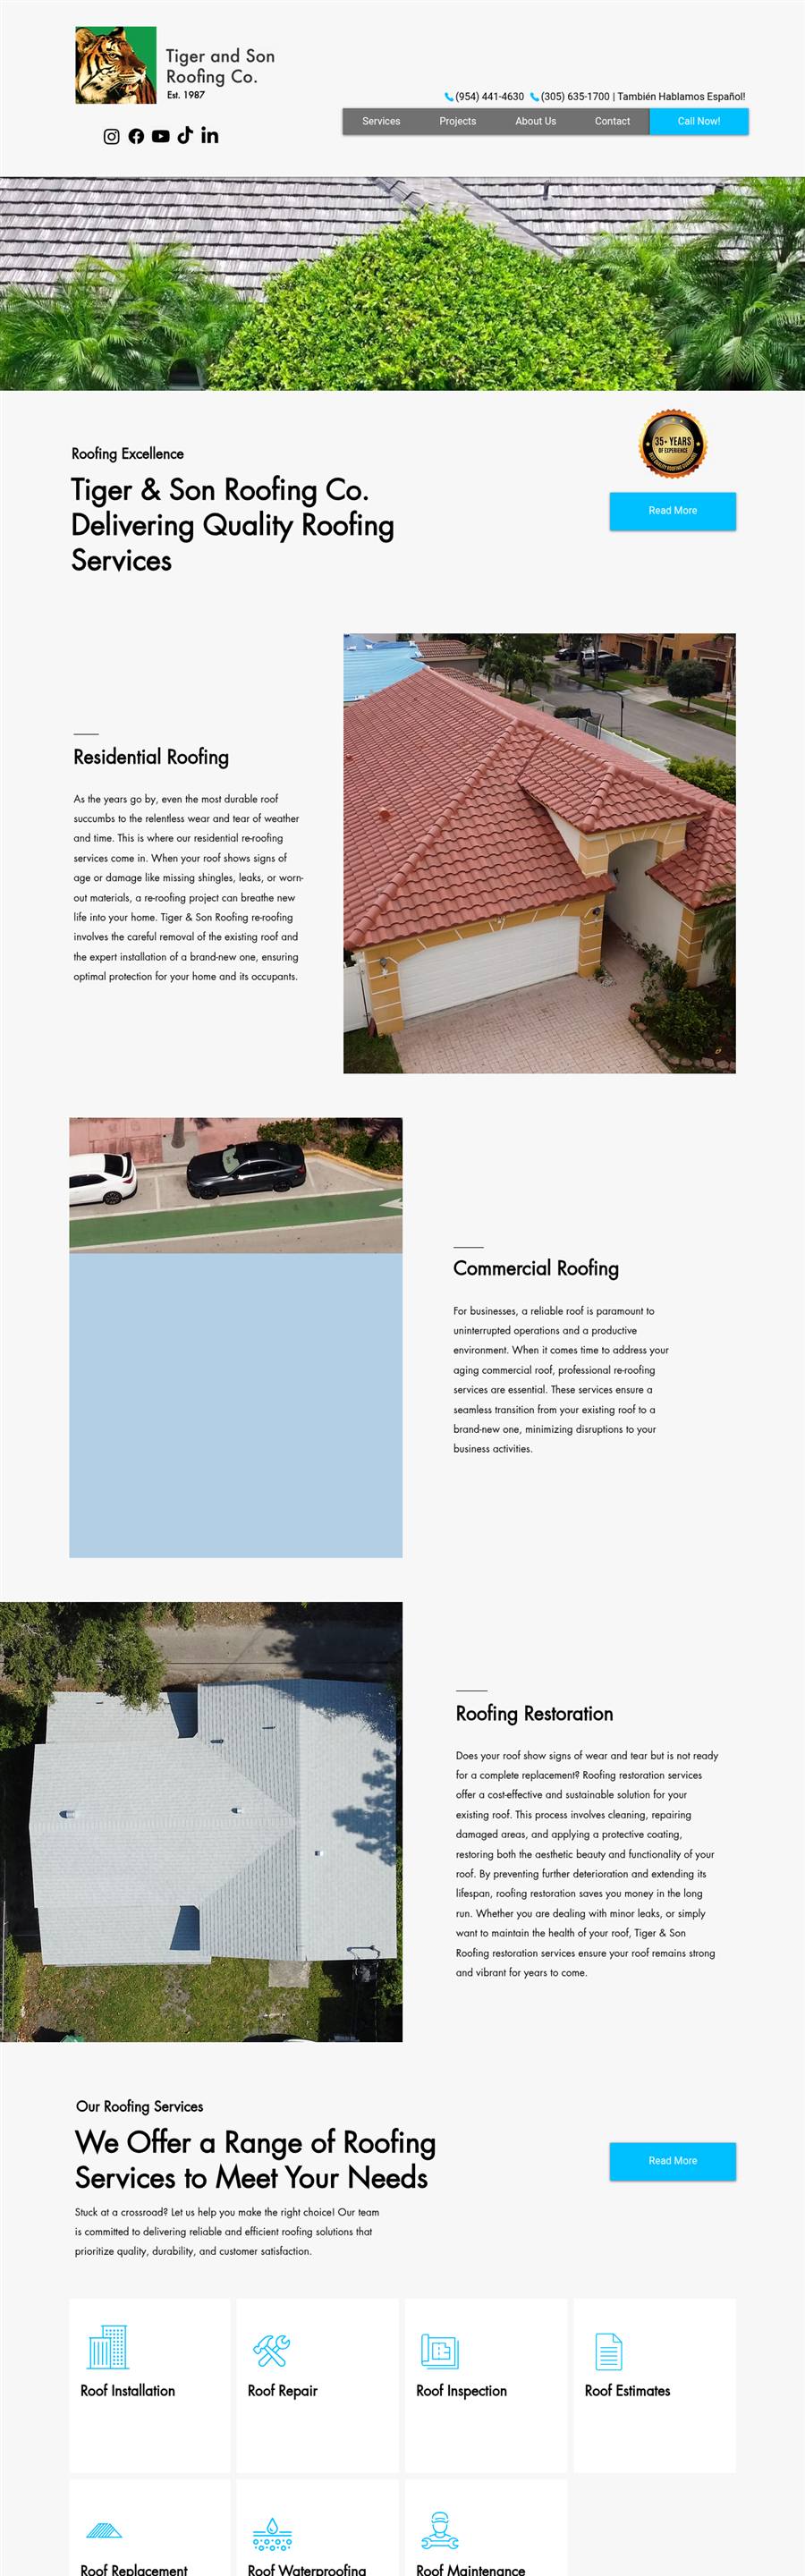 Tiger and Son
Roofing Co.
Est. 1987
(954) 441-4630 (305) 635-1700 | También Hablamos Español!
Services Projects About Us Contact Call Now!
35+ YEARS
OF EXPERIENCE
Roofing Excellence
Tiger & Son Roofing Co.
Delivering Quality Roofing
Services
Read More
Residential Roofing
As the years go by, even the most durable roof
succumbs to the relentless wear and tear of weather
and time. This is where our residential re-roofing
services come in. When your roof shows signs of
age or damage like missing shingles, leaks, or worn-
out materials, a re-roofing project can breathe new
life into your home. Tiger & Son Roofing re-roofing
involves the careful removal of the existing roof and
the expert installation of a brand-new one, ensuring
optimal protection for your home and its occupants.
Commercial Roofing
For businesses, a reliable roof is paramount to
uninterrupted operations and a productive
environment. When it comes time to address your
aging commercial roof, professional re-roofing
services are essential. These services ensure a
seamless transition from your existing roof to a
brand-new one, minimizing disruptions to your
business activities.
Roofing Restoration
Does your roof show signs of wear and tear but is not ready
for a complete replacement? Roofing restoration services
offer a cost-effective and sustainable solution for your
existing roof. This process involves cleaning, repairing
damaged areas, and applying a protective coating,
restoring both the aesthetic beauty and functionality of your
roof. By preventing further deterioration and extending its
lifespan, roofing restoration saves you money in the long
run. Whether you are dealing with minor leaks, or simply
want to maintain the health of your roof, Tiger & Son
Roofing restoration services ensure your roof remains strong
and vibrant for years to come.
Our Roofing Services
We Offer a Range of Roofing
Services to Meet Your Needs
Read More
Stuck at a crossroad? Let us help you make the right choice! Our team
is committed to delivering reliable and efficient roofing solutions that
prioritize quality, durability, and customer satisfaction.
Roof Installation
Roof Repair
Roof Inspection
Roof Estimates
Roof Replacement
Roof Waterproofing
Roof Maintenance